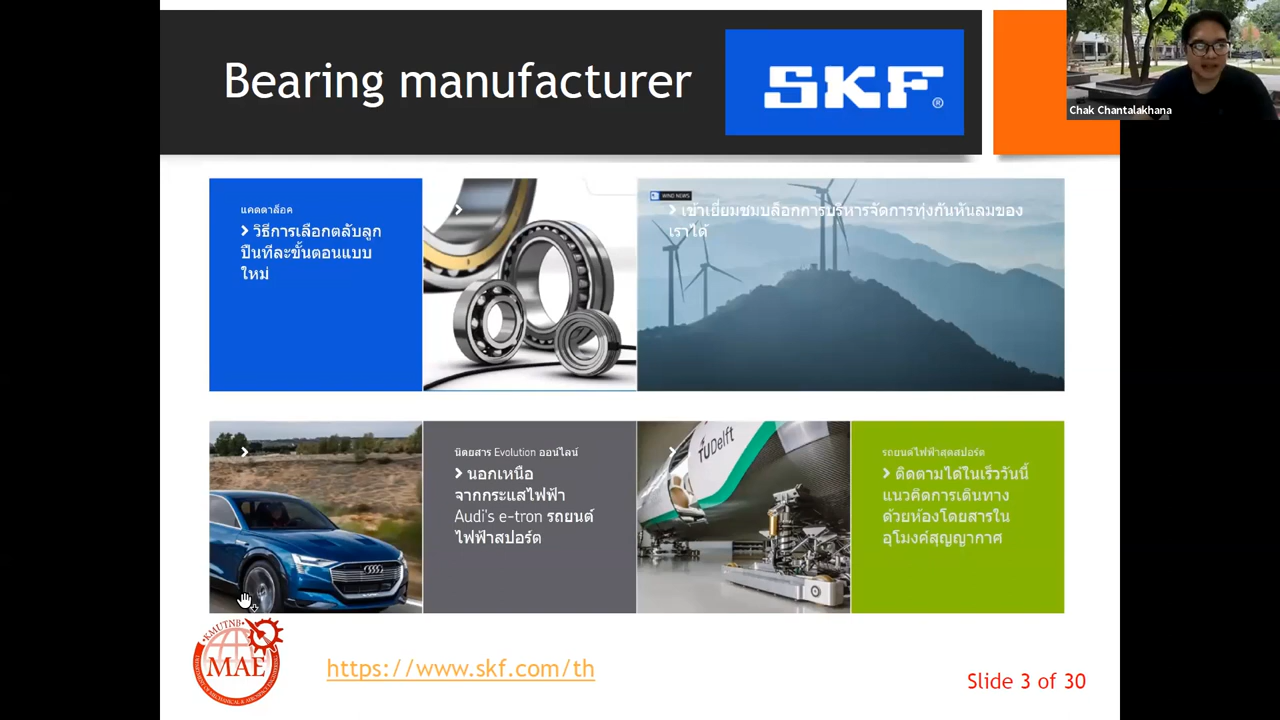 Bearing manufacturer
SKF®
Chak Chantalakhana
แคตตาล็อค
วิธีการเลือกตลับลูก
ปืนทีละขั้นตอนแบบ
ใหม่
WIND NEWS
เข้าเยี่ยมชมบล็อกการบริหารจัดการทุ่งกันหันลมของ
เราได้
นิตยสาร Evolution ออนไลน์
นอกเหนือ
จากกระแสไฟฟ้า
Audi's e-tron รถยนต์
ไฟฟ้าสปอร์ต
TUDelft
รถยนต์ไฟฟ้าสุดสปอร์ต
ติดตามได้ในเร็ววันนี้
แนวคิดการเดินทาง
ด้วยห้องโดยสารใน
อุโมงค์สุญญากาศ
KMUTNB
MAE
https://www.skf.com/th
Slide 3 of 30